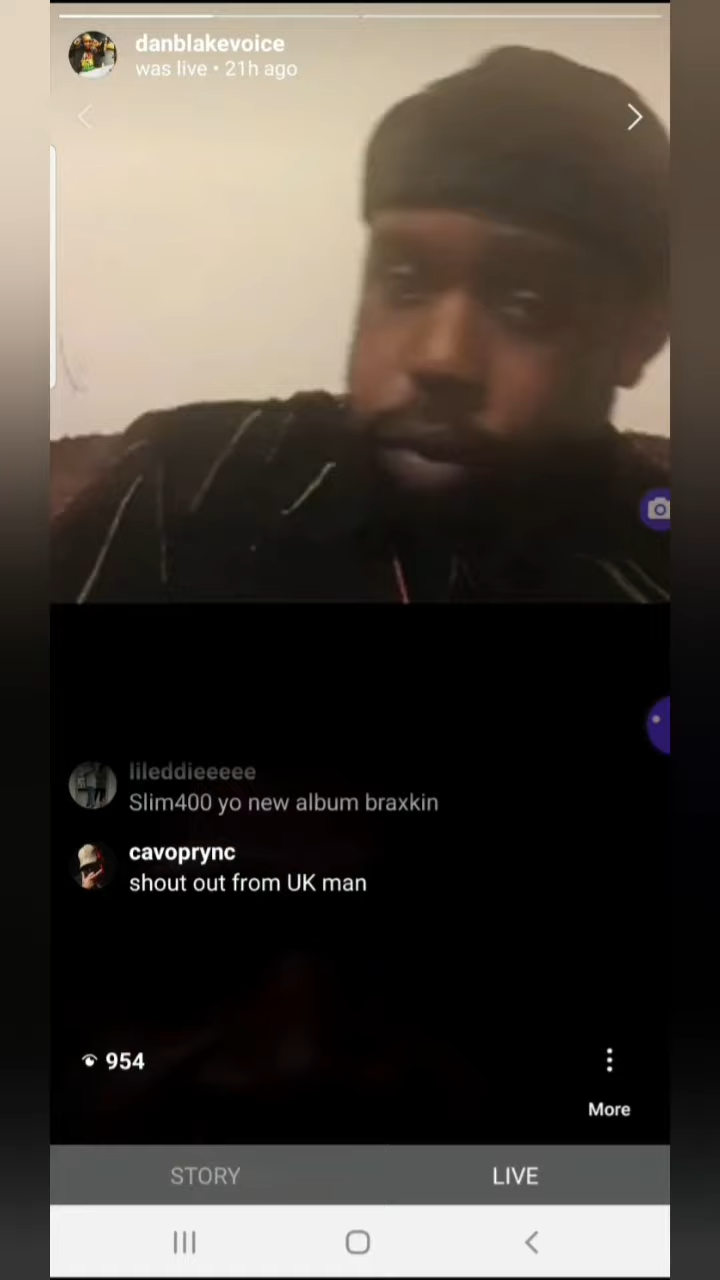 danblakevoice
was live • 21h ago
lileddieeeee
Slim400 yo new album braxkin
cavoprync
shout out from UK man
954
More
STORY
LIVE